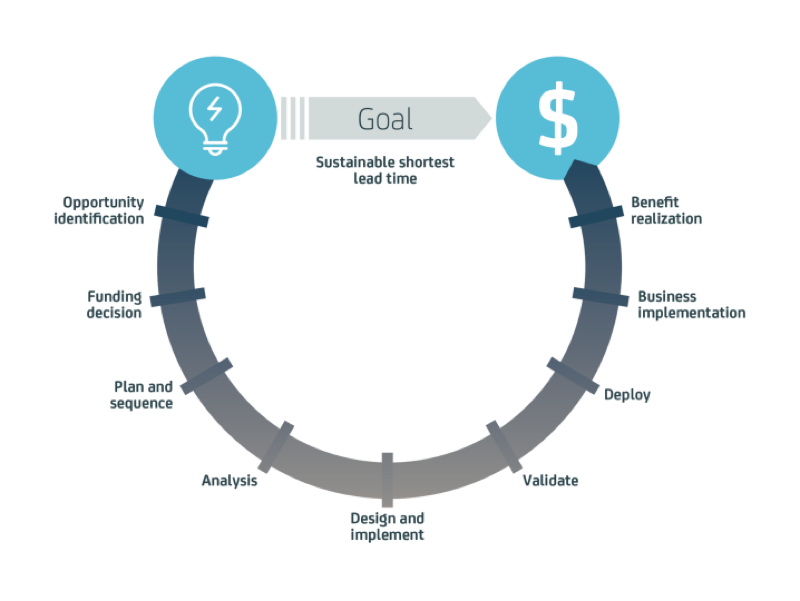 $
Goal
Sustainable shortest
lead time
Opportunity
identification
Funding
decision
Plan and
sequence
Analysis
Design and
implement
Validate
Deploy
Business
implementation
Benefit
realization